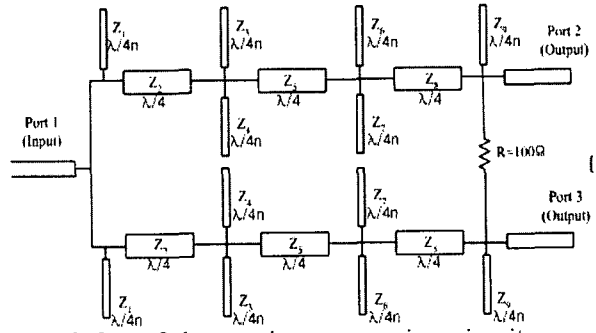 Z₁
λ/4n
Z₃
λ/4n
Z₆
λ/4n
Z₉
λ/4n
Port 2
(Output)
Z₂
λ/4
Z₅
λ/4
Z₈
λ/4
Port 1
(Input)
Z₄
λ/4n
Z₇
λ/4n
R=100Ω
Z₄
λ/4n
Z₇
λ/4n
Port 3
(Output)
Z₂
λ/4
Z₅
λ/4
λ/4
Z₁
λ/4n
Z₃
λ/4n
Z₆
λ/4n
Z₉
λ/4n